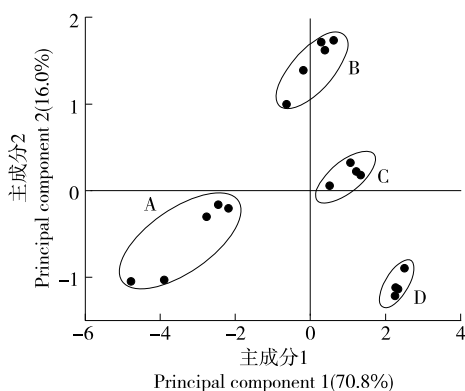 2
1
0
−1
−6
−4
−2
0
2
4
主成分2
Principal component 2(16.0%)
A
B
C
D
主成分1
Principal component 1(70.8%)